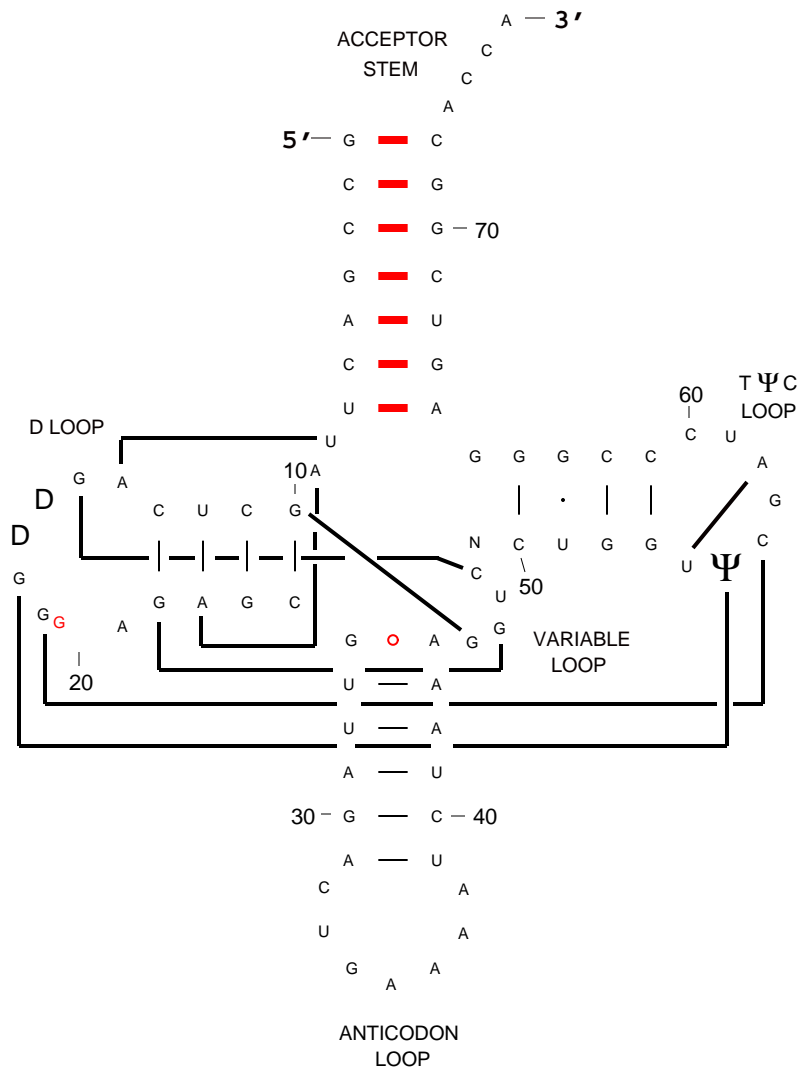 A 3′
C
ACCEPTOR
STEM
C
A
5′ G C
C G
C G 70
G C
A U
C G
U A
T Ψ C
LOOP
60
D LOOP
U
C U
G A
10 A
G G G C C A
D
C U C G
G
D
N C U G G U Ψ C
C U 50
G
G G A
G A G C
G A G G
VARIABLE
LOOP
20
U A
U A
A U
30 G C 40
A U
C A
U A
G A A
ANTICODON
LOOP